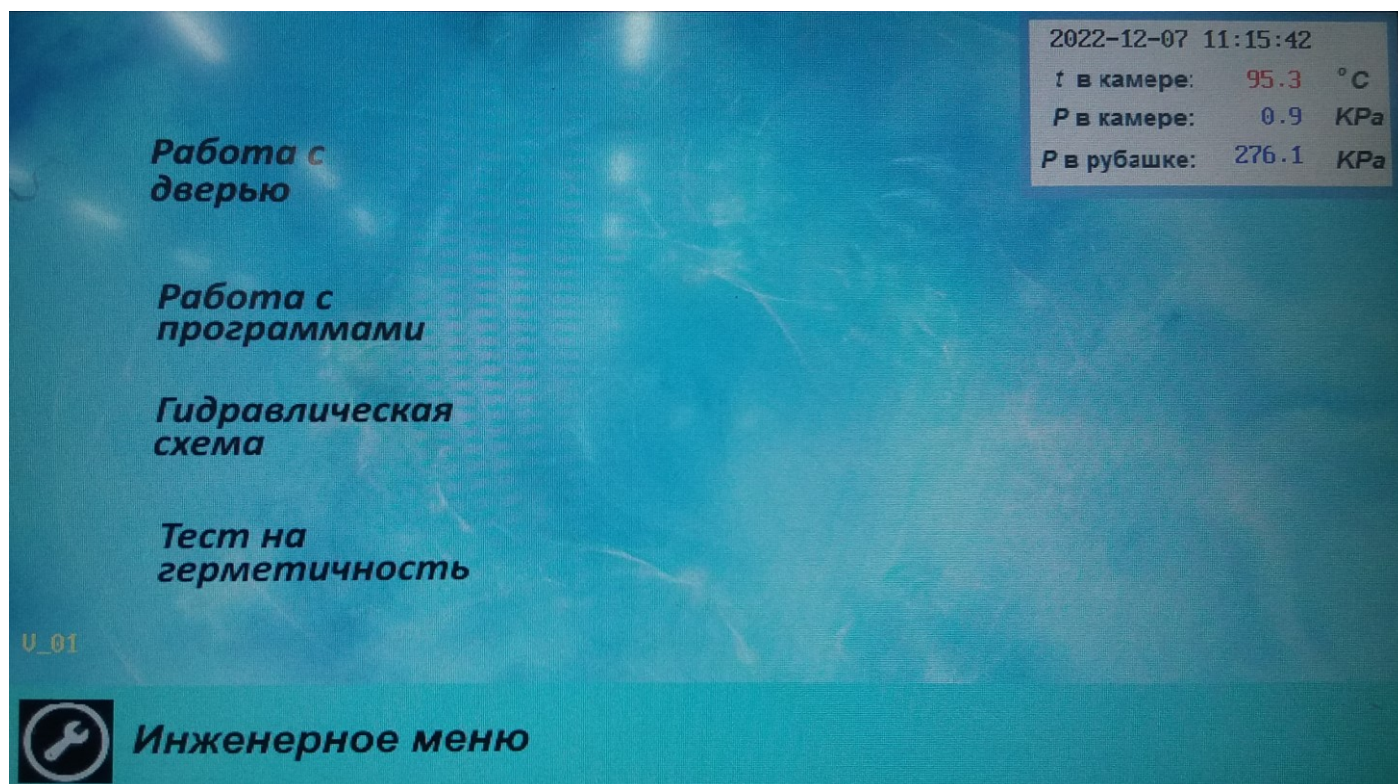 2022-12-07 11:15:42
t в камере: 95.3 °C
P в камере: 0.9 KPa
P в рубашке: 276.1 KPa
Работа с
дверью
Работа с
программами
Гидравлическая
схема
Тест на
герметичность
V_01
Инженерное меню